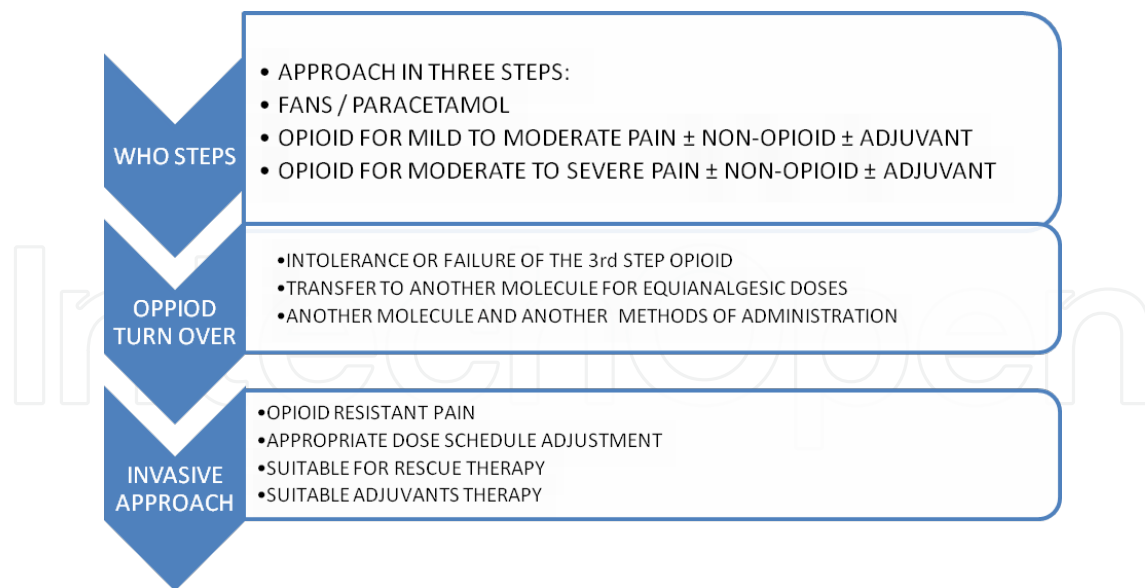 WHO STEPS
• APPROACH IN THREE STEPS:
• FANS / PARACETAMOL
• OPIOID FOR MILD TO MODERATE PAIN ± NON-OPIOID ± ADJUVANT
• OPIOID FOR MODERATE TO SEVERE PAIN ± NON-OPIOID ± ADJUVANT
OPPIOD
TURN OVER
•INTOLERANCE OR FAILURE OF THE 3rd STEP OPIOID
•TRANSFER TO ANOTHER MOLECULE FOR EQUIANALGESIC DOSES
•ANOTHER MOLECULE AND ANOTHER METHODS OF ADMINISTRATION
INVASIVE
APPROACH
•OPIOID RESISTANT PAIN
•APPROPRIATE DOSE SCHEDULE ADJUSTMENT
•SUITABLE FOR RESCUE THERAPY
•SUITABLE ADJUVANTS THERAPY
IntechOpen